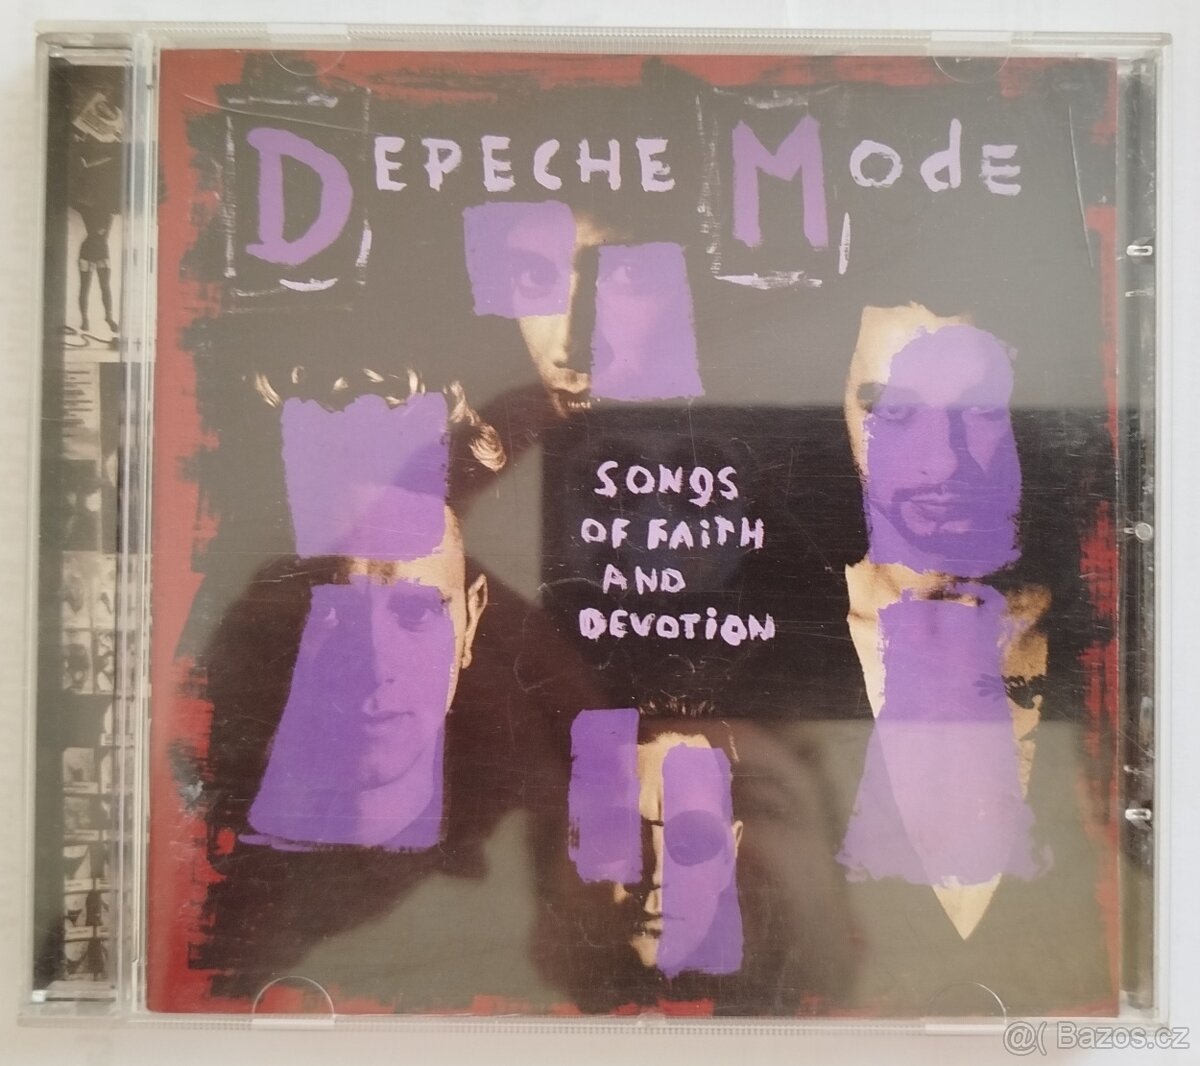 DEPECHE MODE
SONGS
OF FAITH
AND
DEVOTION
@( Bazos.cz